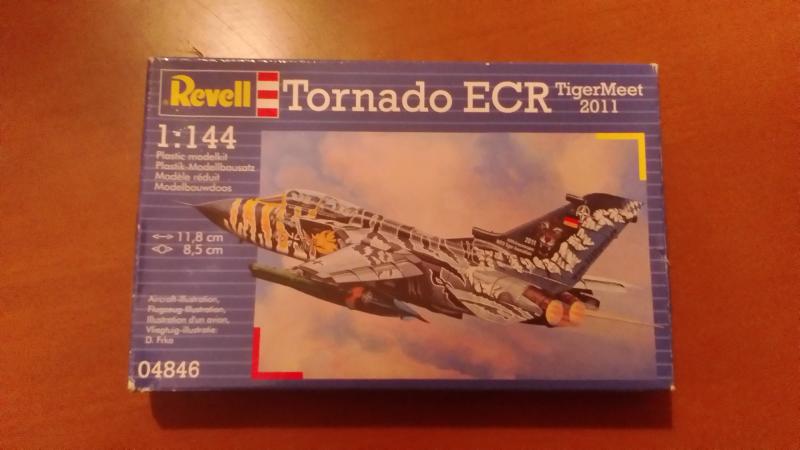 Revell
Tornado ECR
TigerMeet
2011
1:144
Plastic modelkit
Plastik-Modellbausatz
Modèle réduit
Modelbouwdoos
11,8 cm
8,5 cm
Aircraft-illustration,
Flugzeug-Illustration,
Illustration d'un avion,
Vliegtuig-illustratie:
D. Frka
04846